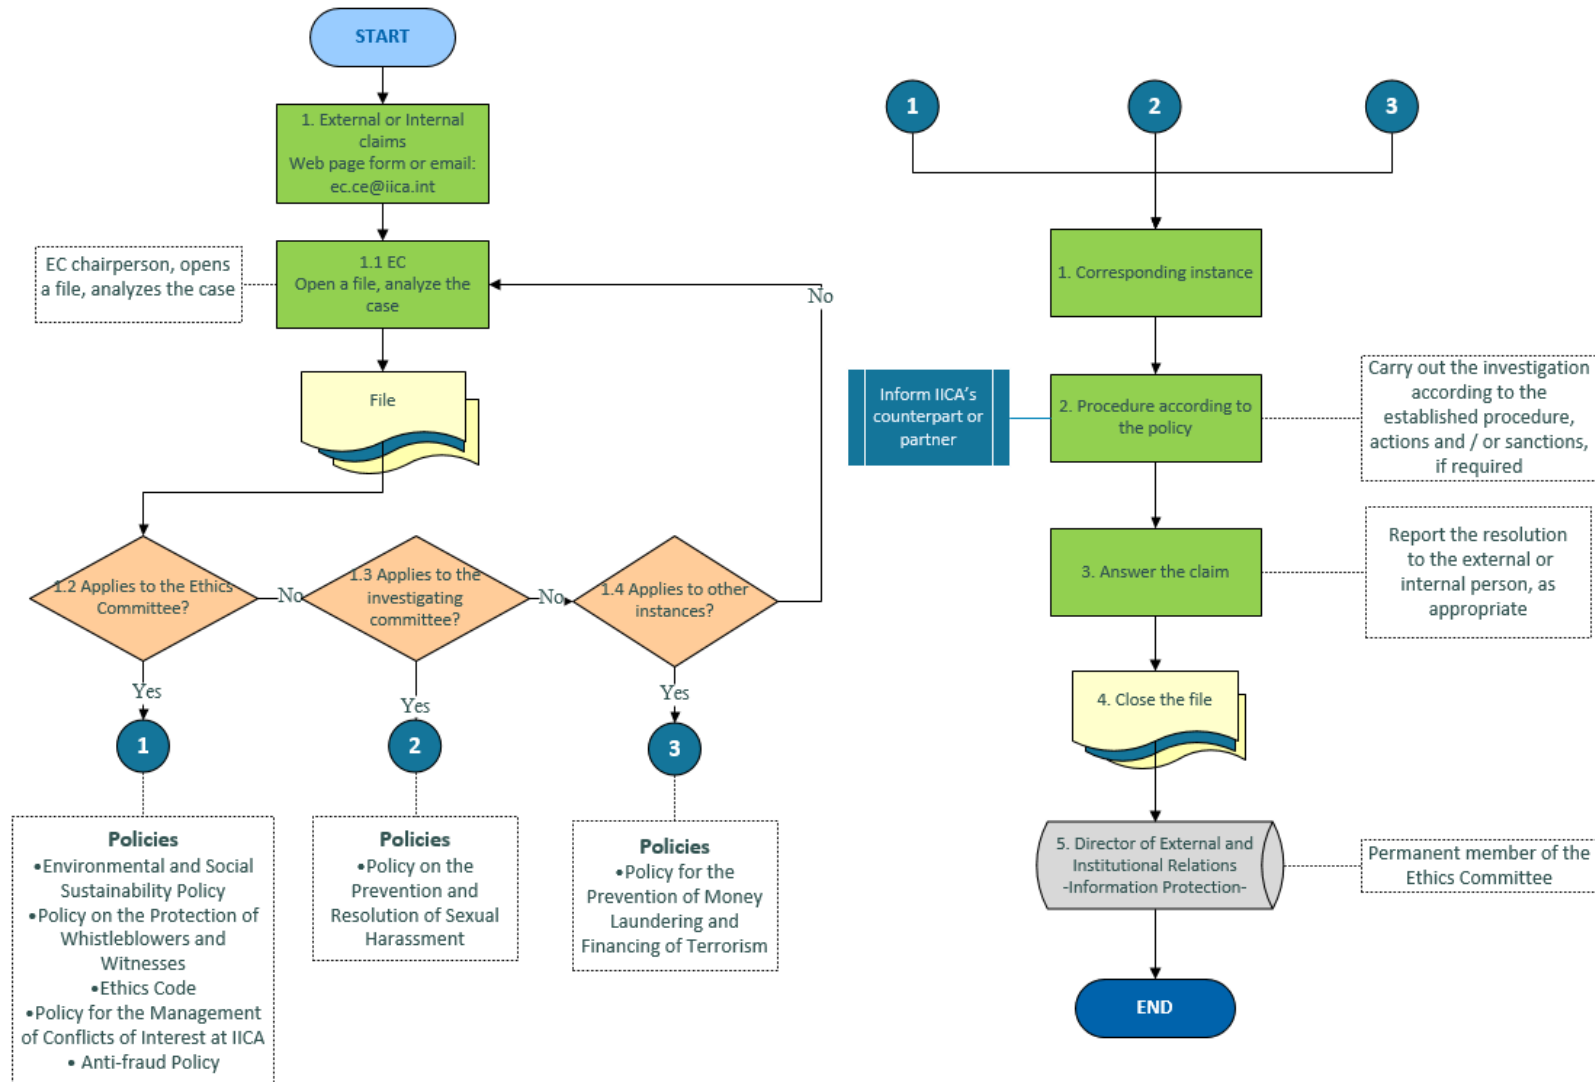 START
1. External or Internal
claims
Web page form or email:
ec.ce@iica.int
EC chairperson, opens
a file, analyzes the case
1.1 EC
Open a file, analyze the
case
No
File
1.2 Applies to the Ethics
Committee?
No
1.3 Applies to the
investigating
committee?
No
1.4 Applies to other
instances?
Yes
Yes
Yes
1
2
3
Policies
•Environmental and Social
Sustainability Policy
•Policy on the Protection of
Whistleblowers and
Witnesses
•Ethics Code
•Policy for the Management
of Conflicts of Interest at IICA
• Anti-fraud Policy
Policies
•Policy on the
Prevention and
Resolution of Sexual
Harassment
Policies
•Policy for the
Prevention of Money
Laundering and
Financing of Terrorism
1
2
3
1. Corresponding instance
Inform IICA's
counterpart or
partner
2. Procedure according to
the policy
Carry out the investigation
according to the
established procedure,
actions and / or sanctions,
if required
3. Answer the claim
Report the resolution
to the external or
internal person, as
appropriate
4. Close the file
5. Director of External and
Institutional Relations
-Information Protection-
Permanent member of the
Ethics Committee
END